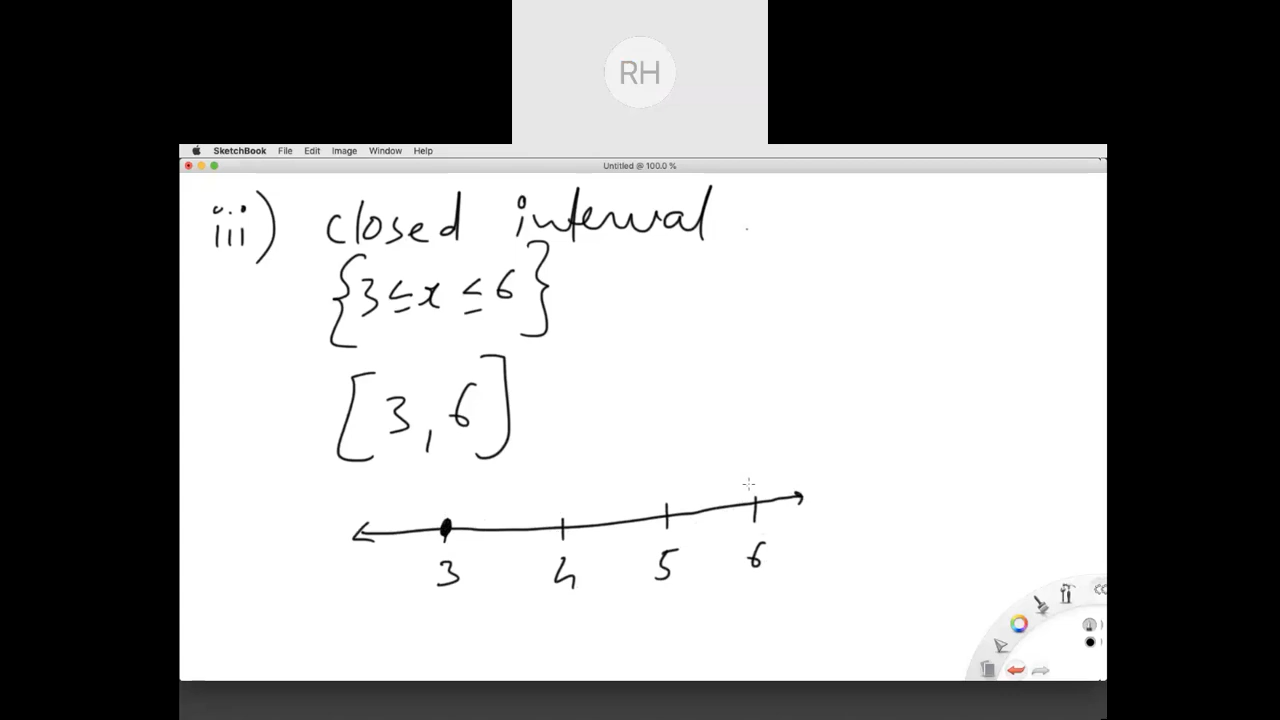 RH
SketchBook File Edit Image Window Help
Untitled @ 100.0 %
iii) closed interval.
{3 ≤ x ≤ 6}
[3, 6]
3 4 5 6